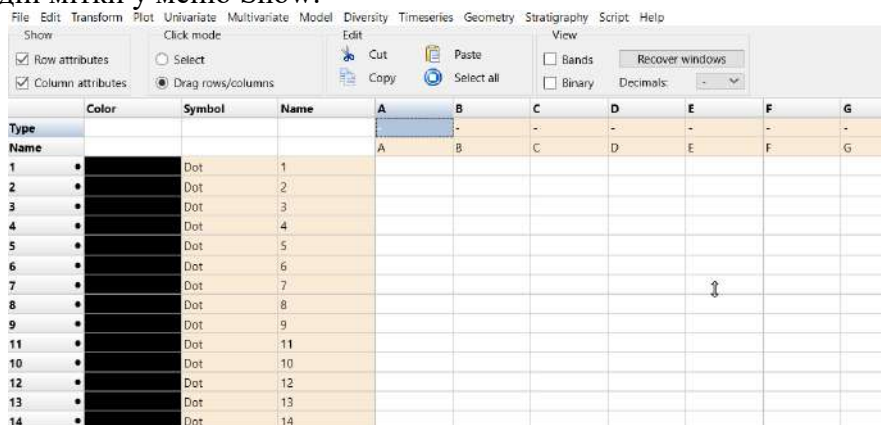 мітки у меню Show.
File Edit Transform Plot Univariate Multivariate Model Diversity Timeseries Geometry Stratigraphy Script Help
Show Click mode Edit View
Row attributes Select Cut Paste Bands Recover windows
Column attributes Drag rows/columns Copy Select all Binary Decimals: -
Color Symbol Name A B C D E F G
Type - - - - - - -
Name A B C D E F G
1 Dot 1
2 Dot 2
3 Dot 3
4 Dot 4
5 Dot 5
6 Dot 6
7 Dot 7
8 Dot 8
9 Dot 9
11 Dot 11
10 Dot 10
12 Dot 12
13 Dot 13
14 Dot 14